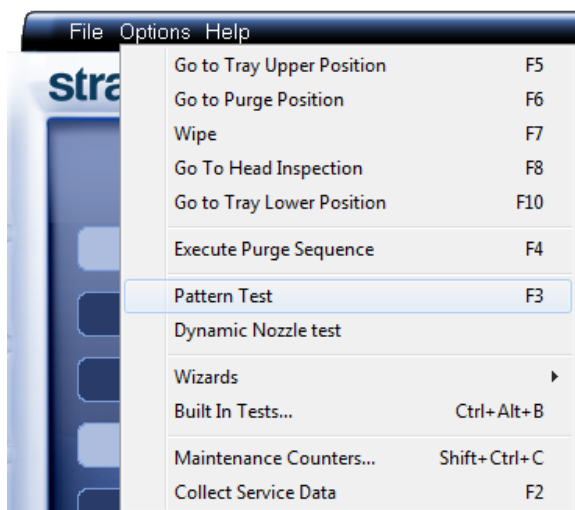 File Options Help
stra
Go to Tray Upper Position F5
Go to Purge Position F6
Wipe F7
Go To Head Inspection F8
Go to Tray Lower Position F10
Execute Purge Sequence F4
Pattern Test F3
Dynamic Nozzle test
Wizards
Built In Tests... Ctrl+Alt+B
Maintenance Counters... Shift+Ctrl+C
Collect Service Data F2